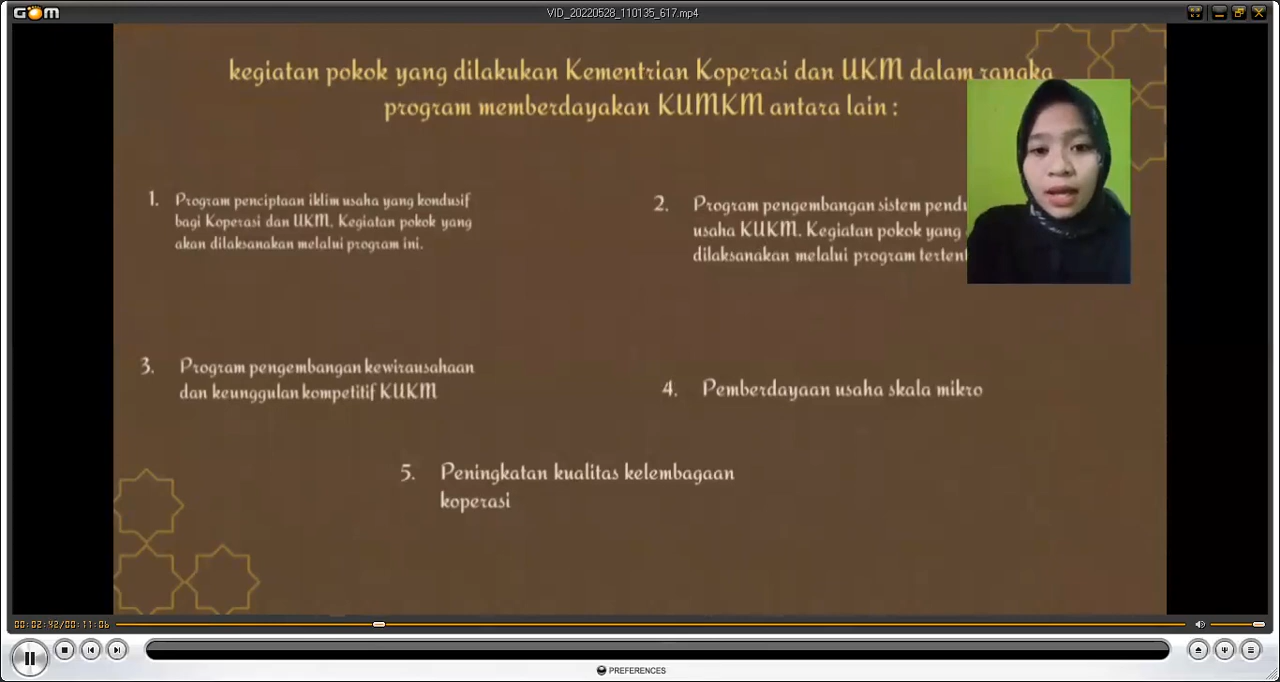 GOM
VID_20220528_110135_617.mp4
kegiatan pokok yang dilakukan Kementrian Koperasi dan UKM dalam rangka
program memberdayakan KUMKM antara lain :
1. Program penciptaan iklim usaha yang kondusif
bagi Koperasi dan UKM. Kegiatan pokok yang
akan dilaksanakan melalui program ini.
2. Program pengembangan sistem
usaha KUKM. Kegiatan pokok yang
dilaksanakan melalui program
3. Program pengembangan kewirausahaan
dan keunggulan kompetitif KUKM
4. Pemberdayaan usaha skala mikro
5. Peningkatan kualitas kelembagaan
koperasi
00:02:42/00:11:06
PREFERENCES